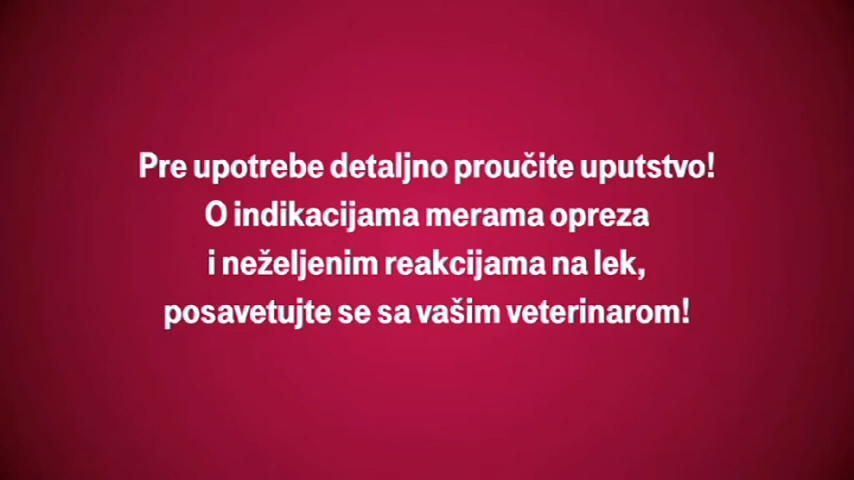 Pre upotrebe detaljno proučite uputstvo!
O indikacijama merama opreza
i neželjenim reakcijama na lek,
posavetujte se sa vašim veterinarom!